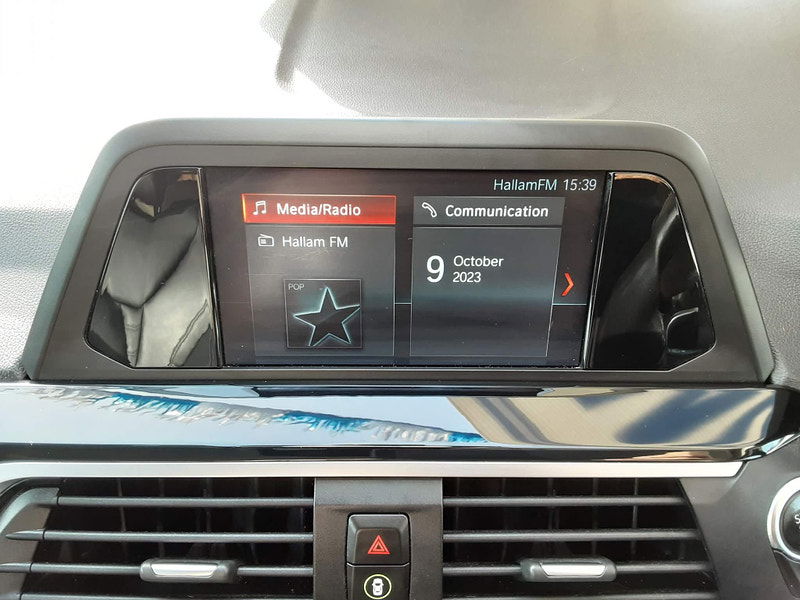 HallamFM 15:39
Media/Radio
Communication
Hallam FM
POP
9
October
2023